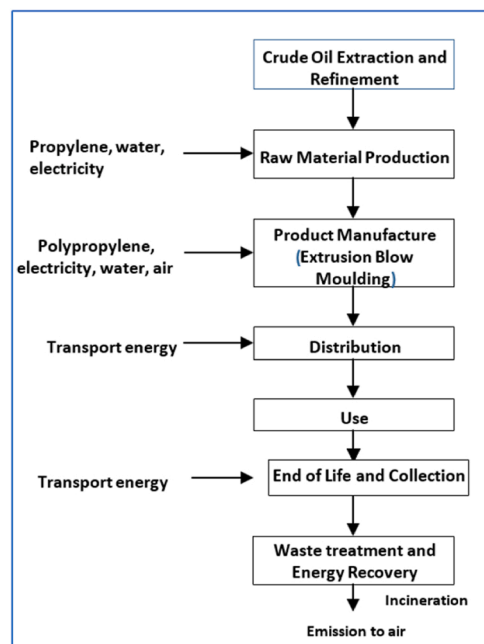 Crude Oil Extraction and
Refinement
Propylene, water,
electricity
Raw Material Production
Polypropylene,
electricity, water, air
Product Manufacture
(Extrusion Blow
Moulding)
Transport energy
Distribution
Use
Transport energy
End of Life and Collection
Waste treatment and
Energy Recovery
Incineration
Emission to air